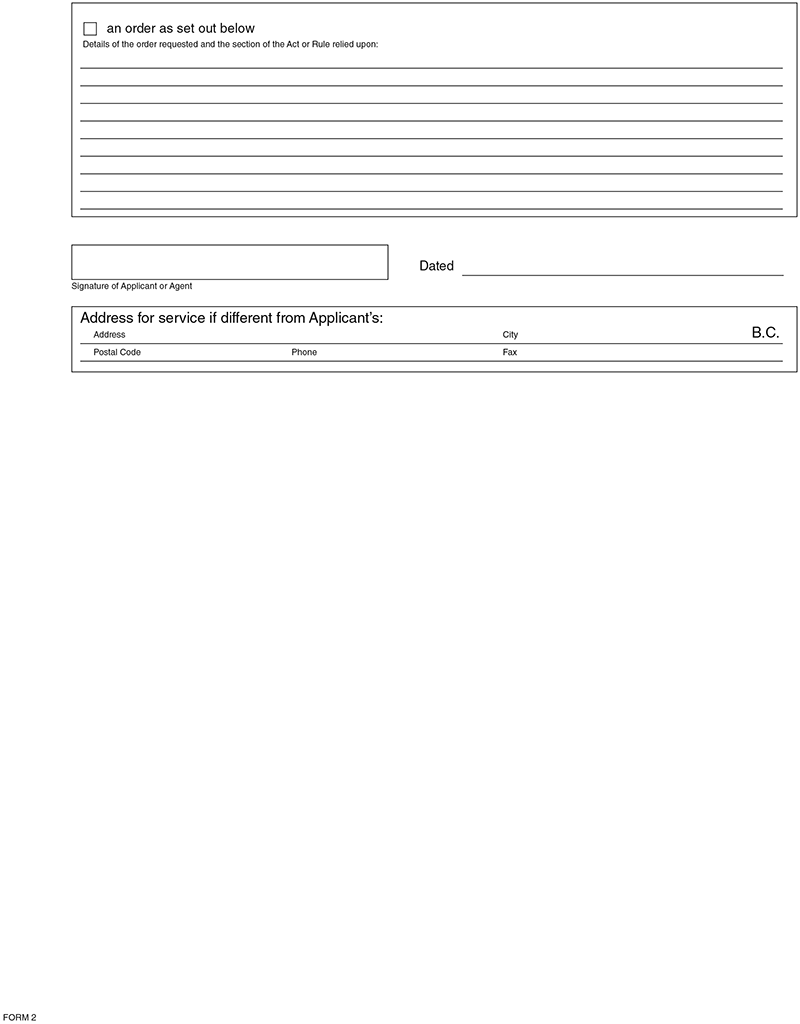 an order as set out below
Details of the order requested and the section of the Act or Rule relied upon:
Dated
Signature of Applicant or Agent
Address for service if different from Applicant’s:
Address City B.C.
Postal Code Phone Fax
FORM 2